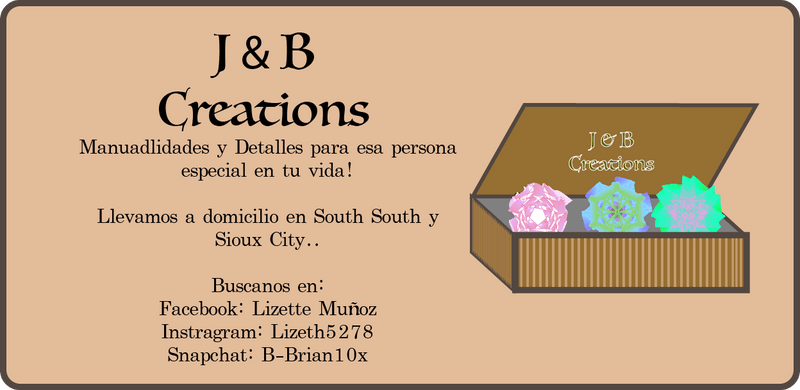 J & B
Creations
Manuadlidades y Detalles para esa persona
especial en tu vida!
Llevamos a domicilio en South South y
Sioux City..
Buscanos en:
Facebook: Lizette Muñoz
Instragram: Lizeth5278
Snapchat: B-Brian10x
J & B
Creations